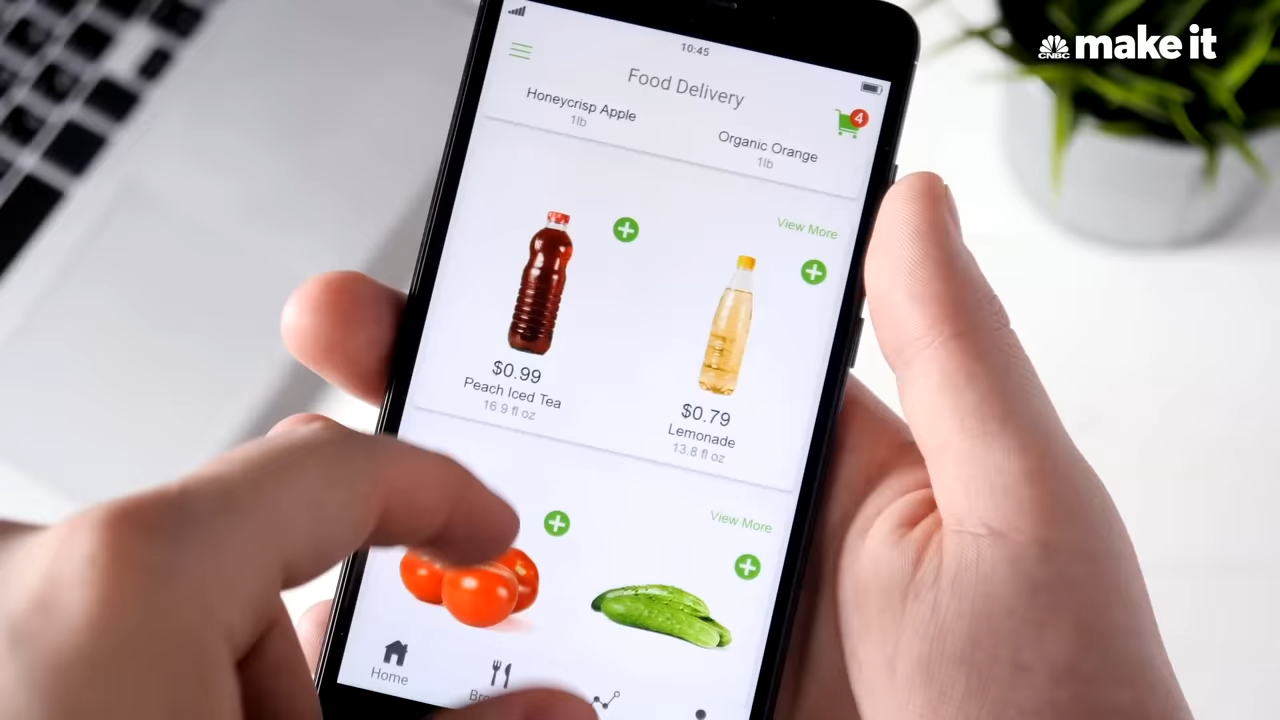 CNBC make it
10:45
Food Delivery
4
Honeycrisp Apple
1lb
Organic Orange
1lb
View More
$0.99
Peach Iced Tea
16.9 fl oz
$0.79
Lemonade
13.8 fl oz
View More
Home